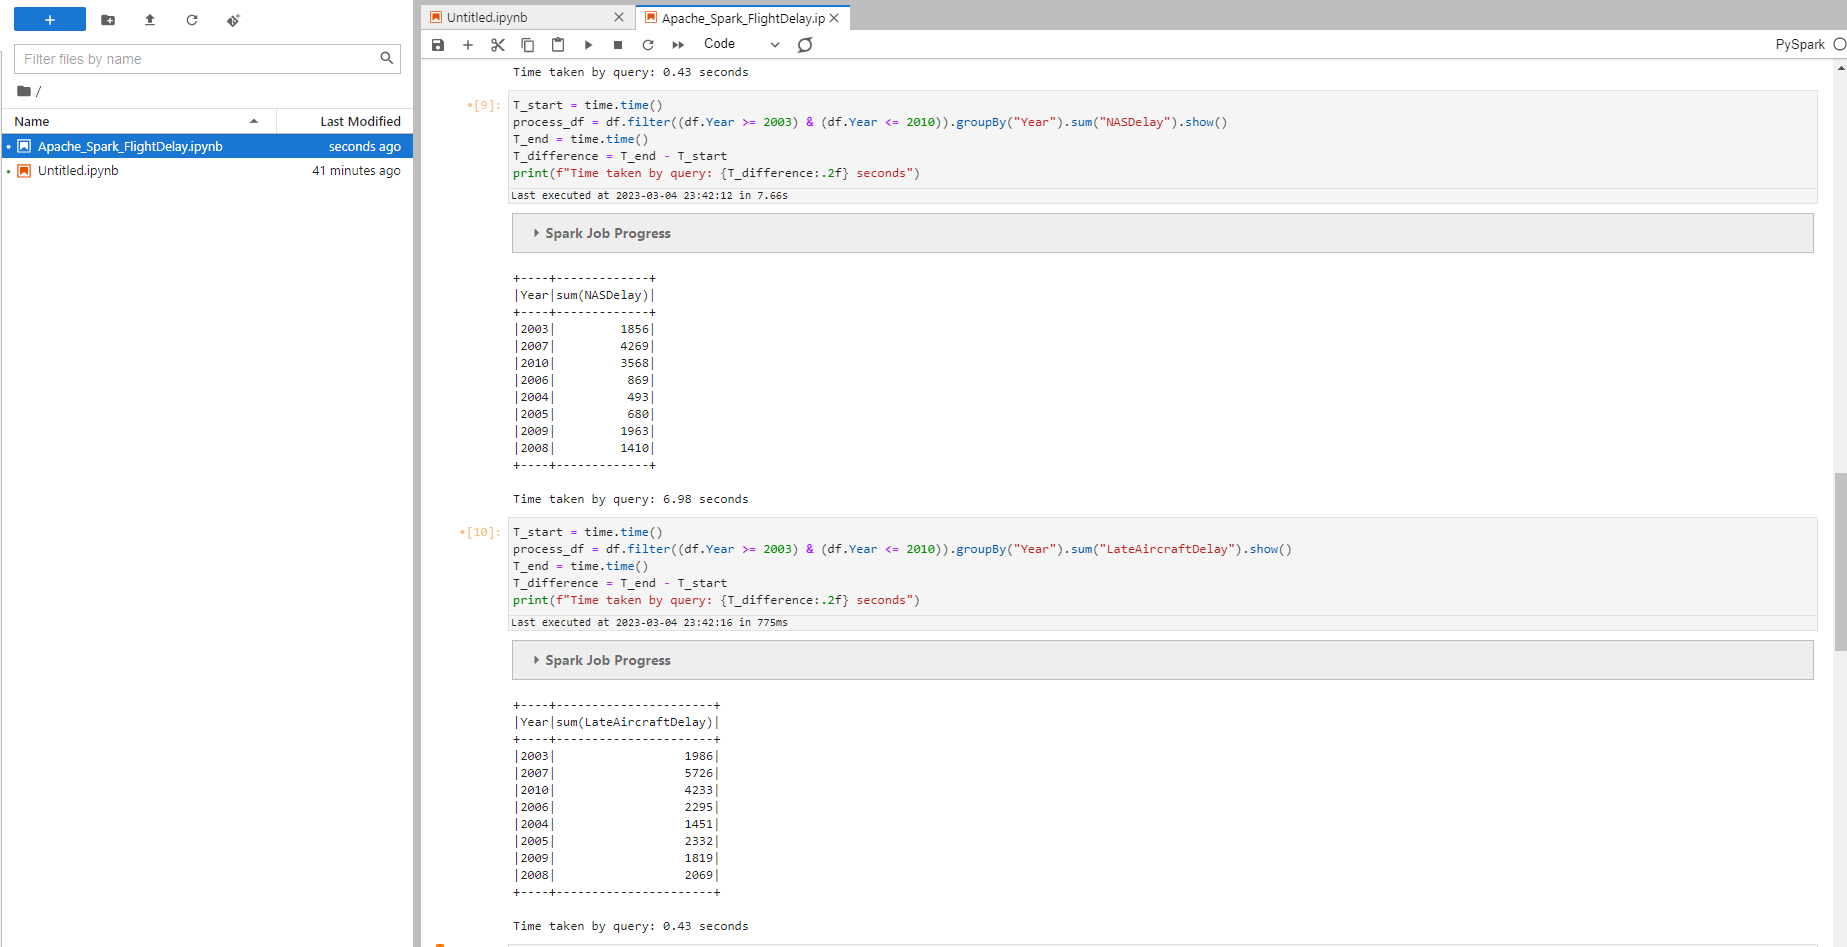 +
Filter files by name
/
Name Last Modified
Apache_Spark_FlightDelay.ipynb seconds ago
Untitled.ipynb 41 minutes ago
Untitled.ipynb Apache_Spark_FlightDelay.ip
Code PySpark
Time taken by query: 0.43 seconds
[9]: T_start = time.time()
process_df = df.filter((df.Year >= 2003) & (df.Year <= 2010)).groupBy("Year").sum("NASDelay").show()
T_end = time.time()
T_difference = T_end - T_start
print(f"Time taken by query: {T_difference:.2f} seconds")
Last executed at 2023-03-04 23:42:12 in 7.66s
Spark Job Progress
+----+-------------+
|Year|sum(NASDelay)|
+----+-------------+
|2003|         1856|
|2007|         4269|
|2010|         3568|
|2006|          869|
|2004|          493|
|2005|          680|
|2009|         1963|
|2008|         1410|
+----+-------------+
Time taken by query: 6.98 seconds
[10]: T_start = time.time()
process_df = df.filter((df.Year >= 2003) & (df.Year <= 2010)).groupBy("Year").sum("LateAircraftDelay").show()
T_end = time.time()
T_difference = T_end - T_start
print(f"Time taken by query: {T_difference:.2f} seconds")
Last executed at 2023-03-04 23:42:16 in 775ms
Spark Job Progress
+----+----------------------+
|Year|sum(LateAircraftDelay)|
+----+----------------------+
|2003|                  1986|
|2007|                  5726|
|2010|                  4233|
|2006|                  2295|
|2004|                  1451|
|2005|                  2332|
|2009|                  1819|
|2008|                  2069|
+----+----------------------+
Time taken by query: 0.43 seconds